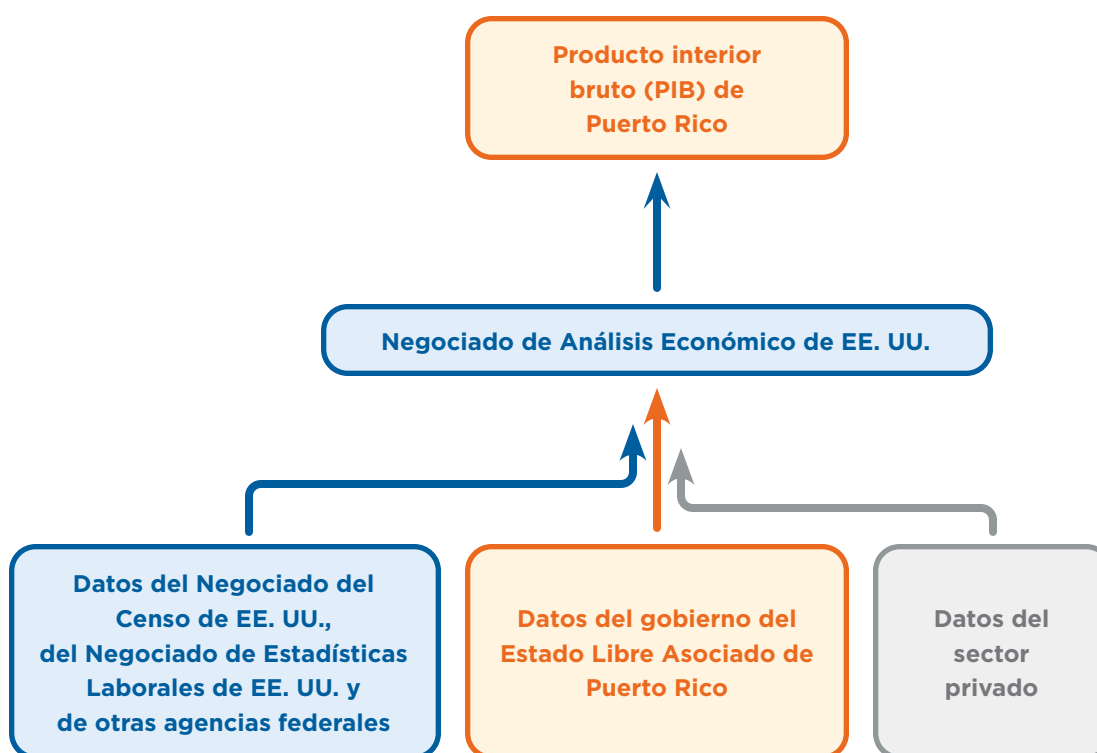 Producto interior
bruto (PIB) de
Puerto Rico
Negociado de Análisis Económico de EE. UU.
Datos del Negociado del
Censo de EE. UU.,
del Negociado de Estadísticas
Laborales de EE. UU. y
de otras agencias federales
Datos del gobierno del
Estado Libre Asociado de
Puerto Rico
Datos del
sector
privado